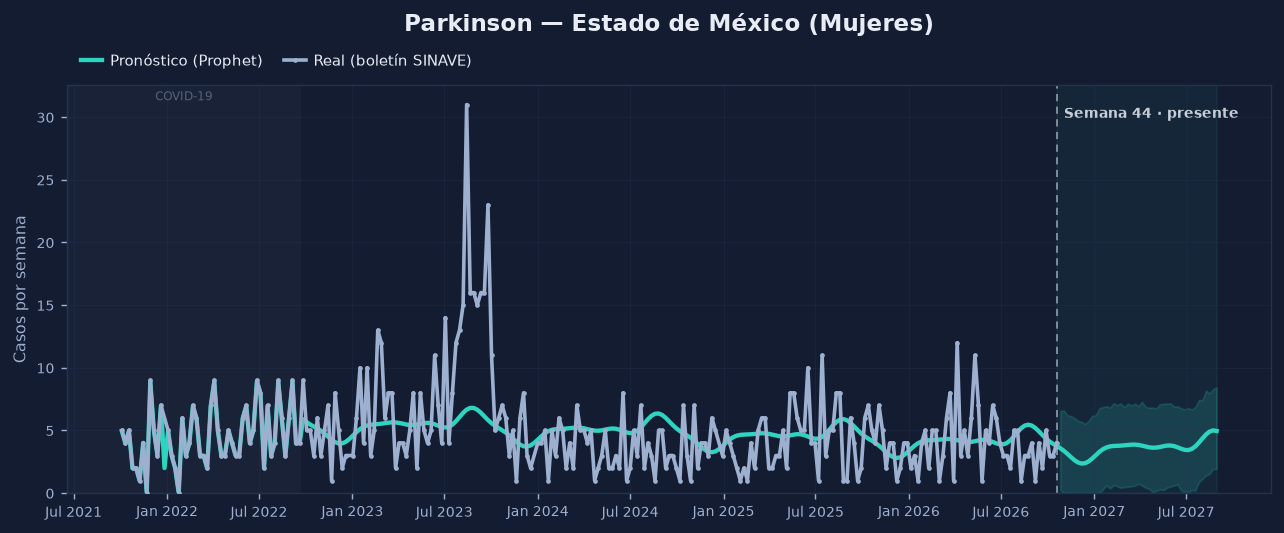 Parkinson — Estado de México (Mujeres)
Pronóstico (Prophet)
Real (boletín SINAVE)
COVID-19
Semana 44 · presente
Casos por semana
30
25
20
15
10
5
0
Jul 2021
Jan 2022
Jul 2022
Jan 2023
Jul 2023
Jan 2024
Jul 2024
Jan 2025
Jul 2025
Jan 2026
Jul 2026
Jan 2027
Jul 2027